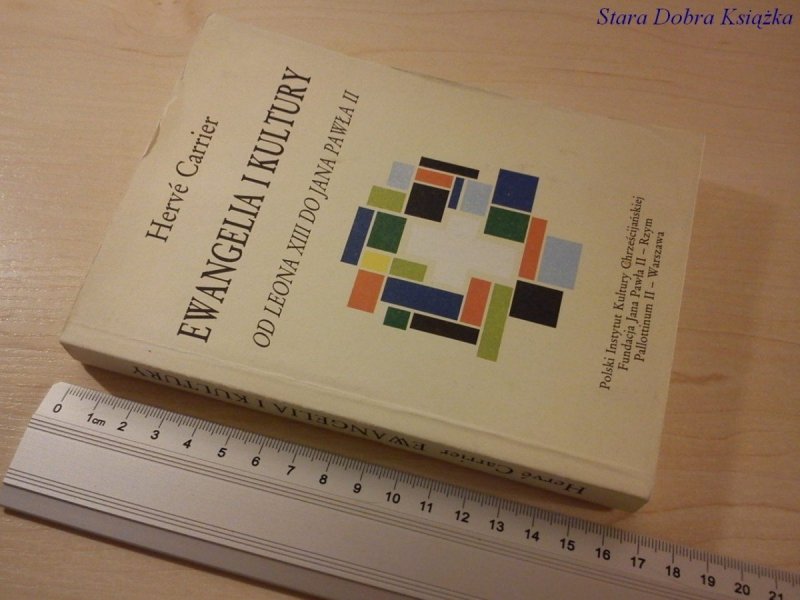 Stara Dobra Książka
Hervé Carrier
EWANGELIA I KULTURY
OD LEONA XIII DO JANA PAWŁA II
Polski Instytut Kultury Chrześcijańskiej
Fundacja Jana Pawła II – Rzym
Pallottinum II – Warszawa
Hervé Carrier EWANGELIA I KULTURY
0 1cm 2 3 4 5 6 7 8 9 10 11 12 13 14 15 16 17 18 19 20 21